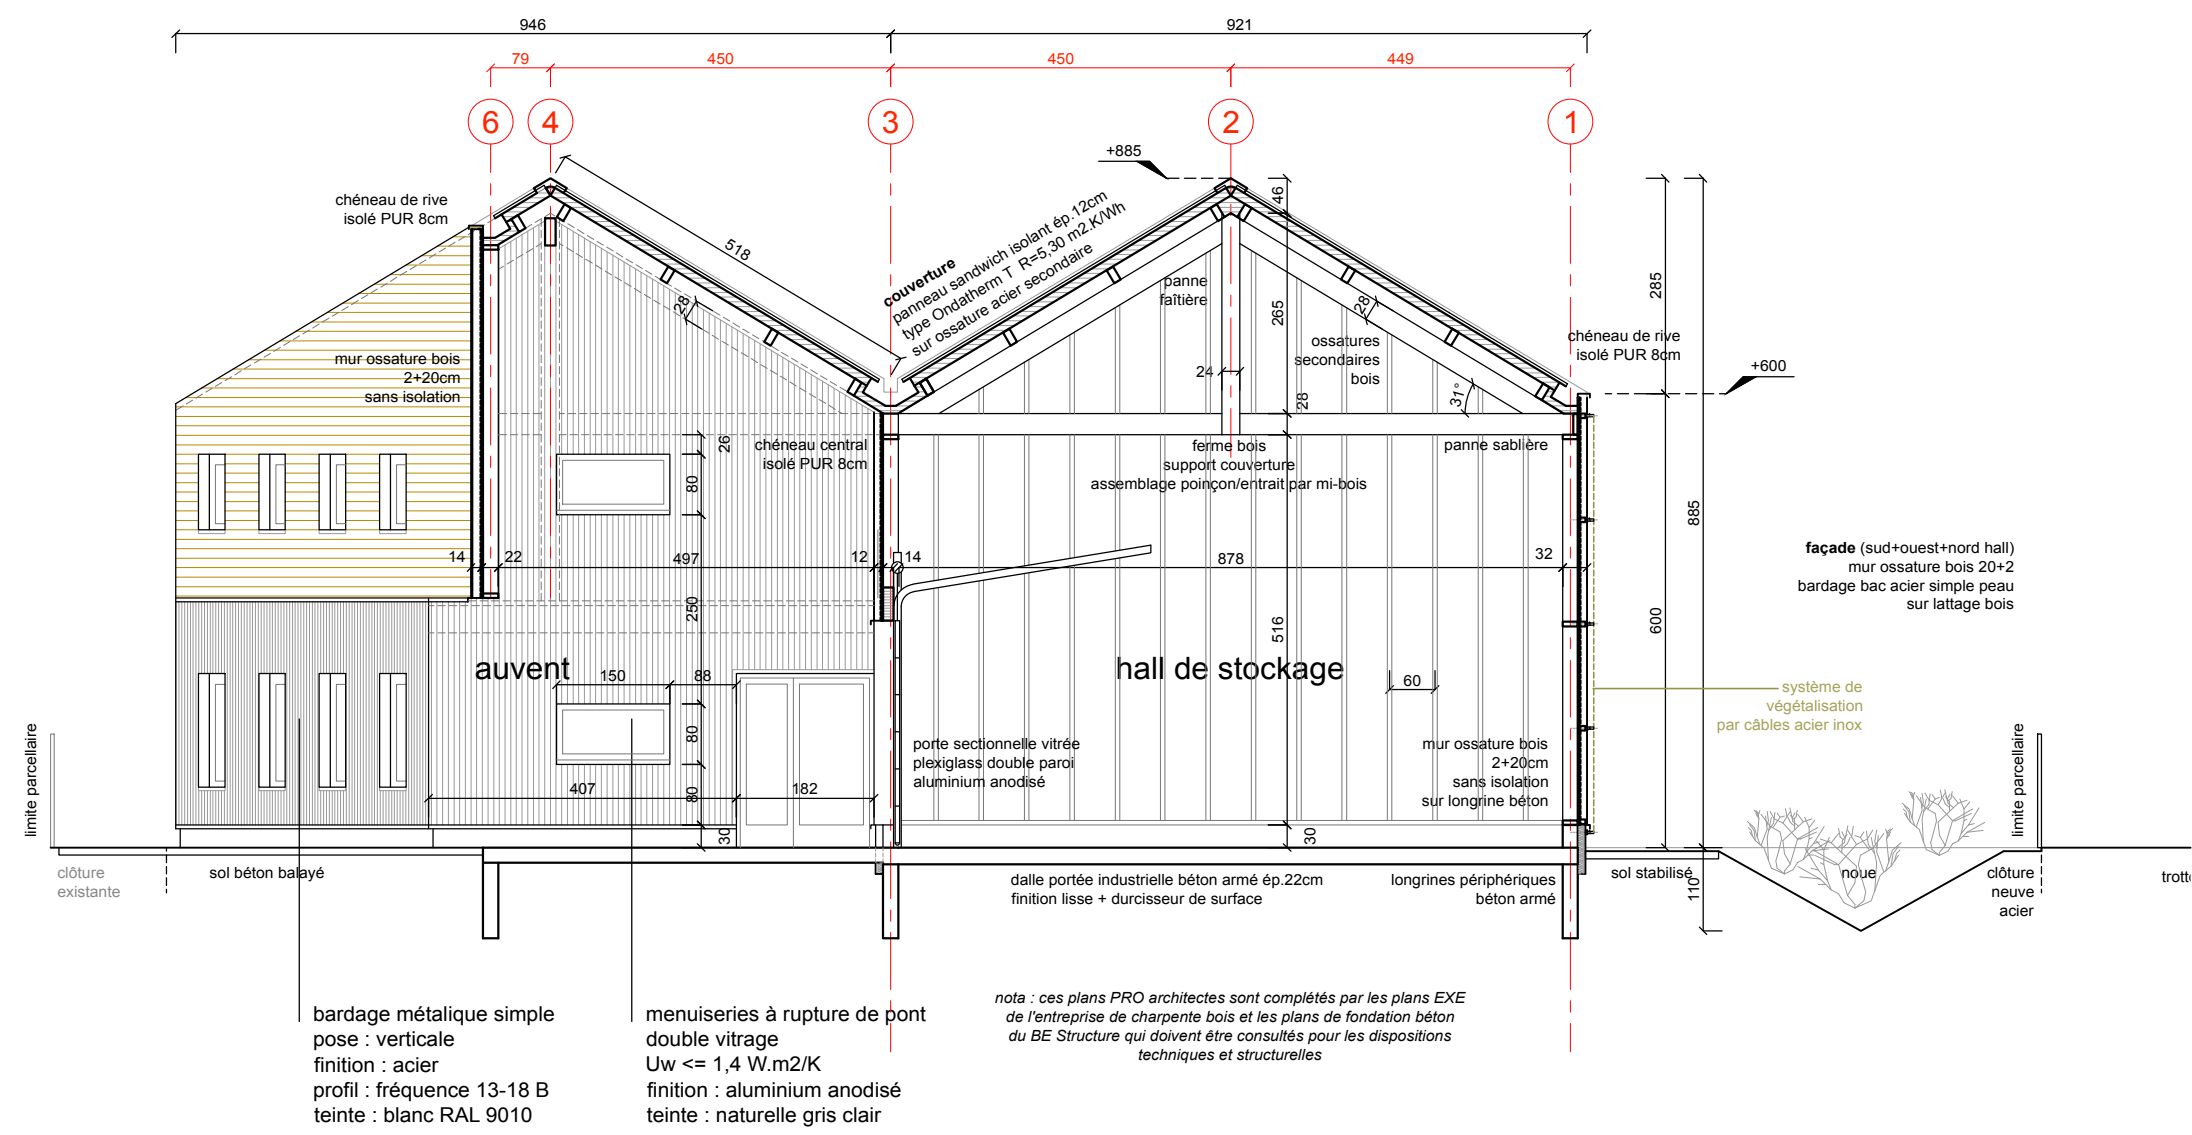 946
921
79
450
450
449
6
4
3
2
1
+885
chéneau de rive
isolé PUR 8cm
518
couverture
panneau sandwich isolant ép.12cm
type Ondatherm T R=5,30 m2.K/Wh
sur ossature acier secondaire
46
285
panne
faîtière
265
28
28
ossatures
secondaires
bois
chéneau de rive
isolé PUR 8cm
+600
mur ossature bois
2+20cm
sans isolation
24
28
31°
26
chéneau central
isolé PUR 8cm
ferme bois
support couverture
assemblage poinçon/entrait par mi-bois
panne sablière
80
885
14
22
497
12
14
878
32
façade (sud+ouest+nord hall)
mur ossature bois 20+2
bardage bac acier simple peau
sur lattage bois
250
516
600
auvent
150
88
hall de stockage
60
système de
végétalisation
par câbles acier inox
limite parcellaire
80
porte sectionnelle vitrée
plexiglass double paroi
aluminium anodisé
mur ossature bois
2+20cm
sans isolation
sur longrine béton
limite parcellaire
407
182
80
30
30
clôture
existante
sol béton balayé
dalle portée industrielle béton armé ép.22cm
finition lisse + durcisseur de surface
longrines périphériques
béton armé
sol stabilisé
110
noue
clôture
neuve
acier
trott
bardage métalique simple
pose : verticale
finition : acier
profil : fréquence 13-18 B
teinte : blanc RAL 9010
menuiseries à rupture de pont
double vitrage
Uw <= 1,4 W.m2/K
finition : aluminium anodisé
teinte : naturelle gris clair
nota : ces plans PRO architectes sont complétés par les plans EXE
de l'entreprise de charpente bois et les plans de fondation béton
du BE Structure qui doivent être consultés pour les dispositions
techniques et structurelles